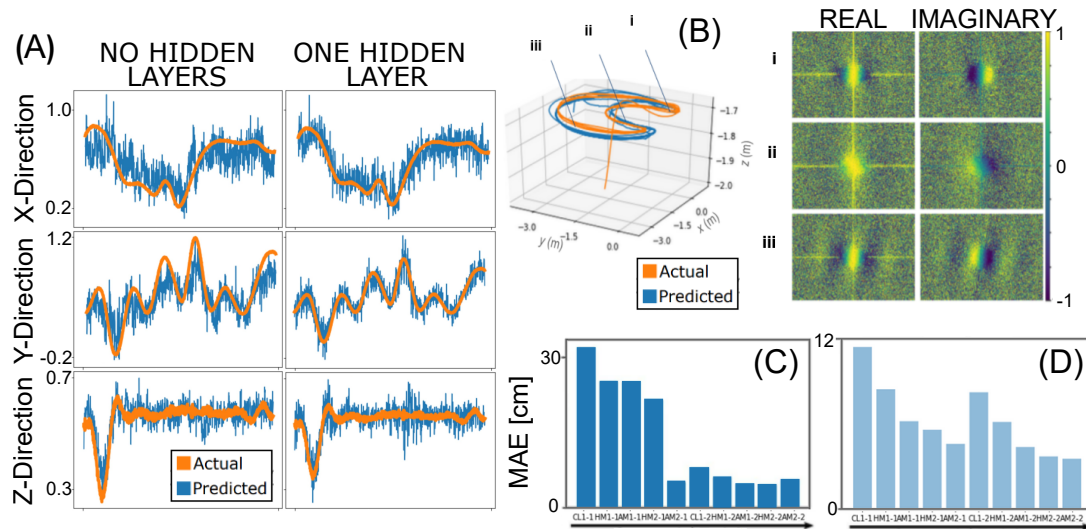 (A)
NO HIDDEN
LAYERS
ONE HIDDEN
LAYER
X-Direction
1.0
0.2
Y-Direction
1.2
-0.2
Z-Direction
0.7
0.3
Actual
Predicted
(B)
i
ii
iii
-1.7
-1.8
-1.9
-2.0
z (m)
0.0
-1.5
-3.0
x (m)
-3.0
-1.5
0.0
y (m)
Actual
Predicted
REAL
IMAGINARY
i
ii
iii
1
0
-1
(C)
MAE [cm]
30
0
CL1-1 HM1-1 AM1-1 HM2-1 AM2-1 CL1-2 HM1-2 AM1-2 HM2-2 AM2-2
(D)
12
0
CL1-1 HM1-1 AM1-1 HM2-1 AM2-1 CL1-2 HM1-2 AM1-2 HM2-2 AM2-2